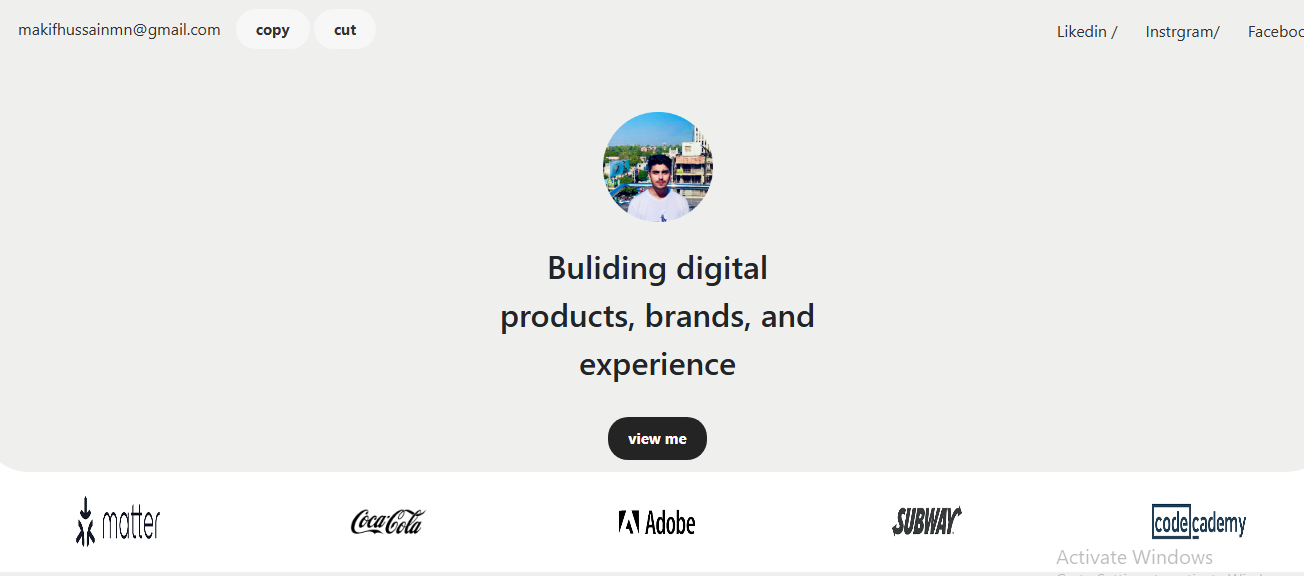 makifhussainmn@gmail.com copy cut Likedin / Instrgram/ Faceboo
Buliding digital
products, brands, and
experience
view me
matter Coca-Cola Adobe SUBWAY codecademy
Activate Windows